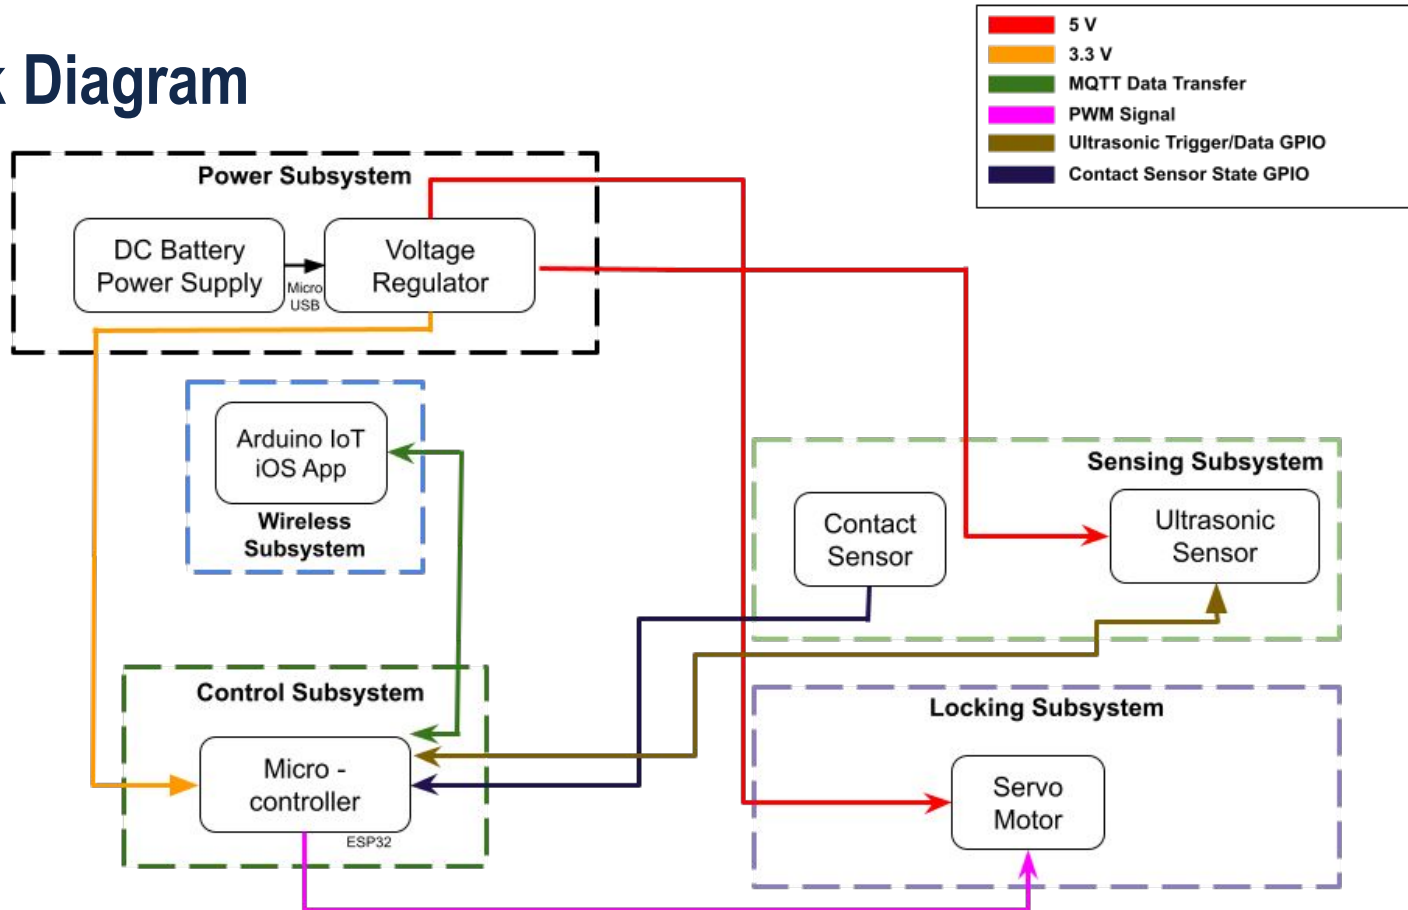 Diagram
5 V
3.3 V
MQTT Data Transfer
PWM Signal
Ultrasonic Trigger/Data GPIO
Contact Sensor State GPIO
Power Subsystem
DC Battery
Power Supply
Micro
USB
Voltage
Regulator
Arduino IoT
iOS App
Wireless
Subsystem
Sensing Subsystem
Contact
Sensor
Ultrasonic
Sensor
Control Subsystem
Micro -
controller
ESP32
Locking Subsystem
Servo
Motor